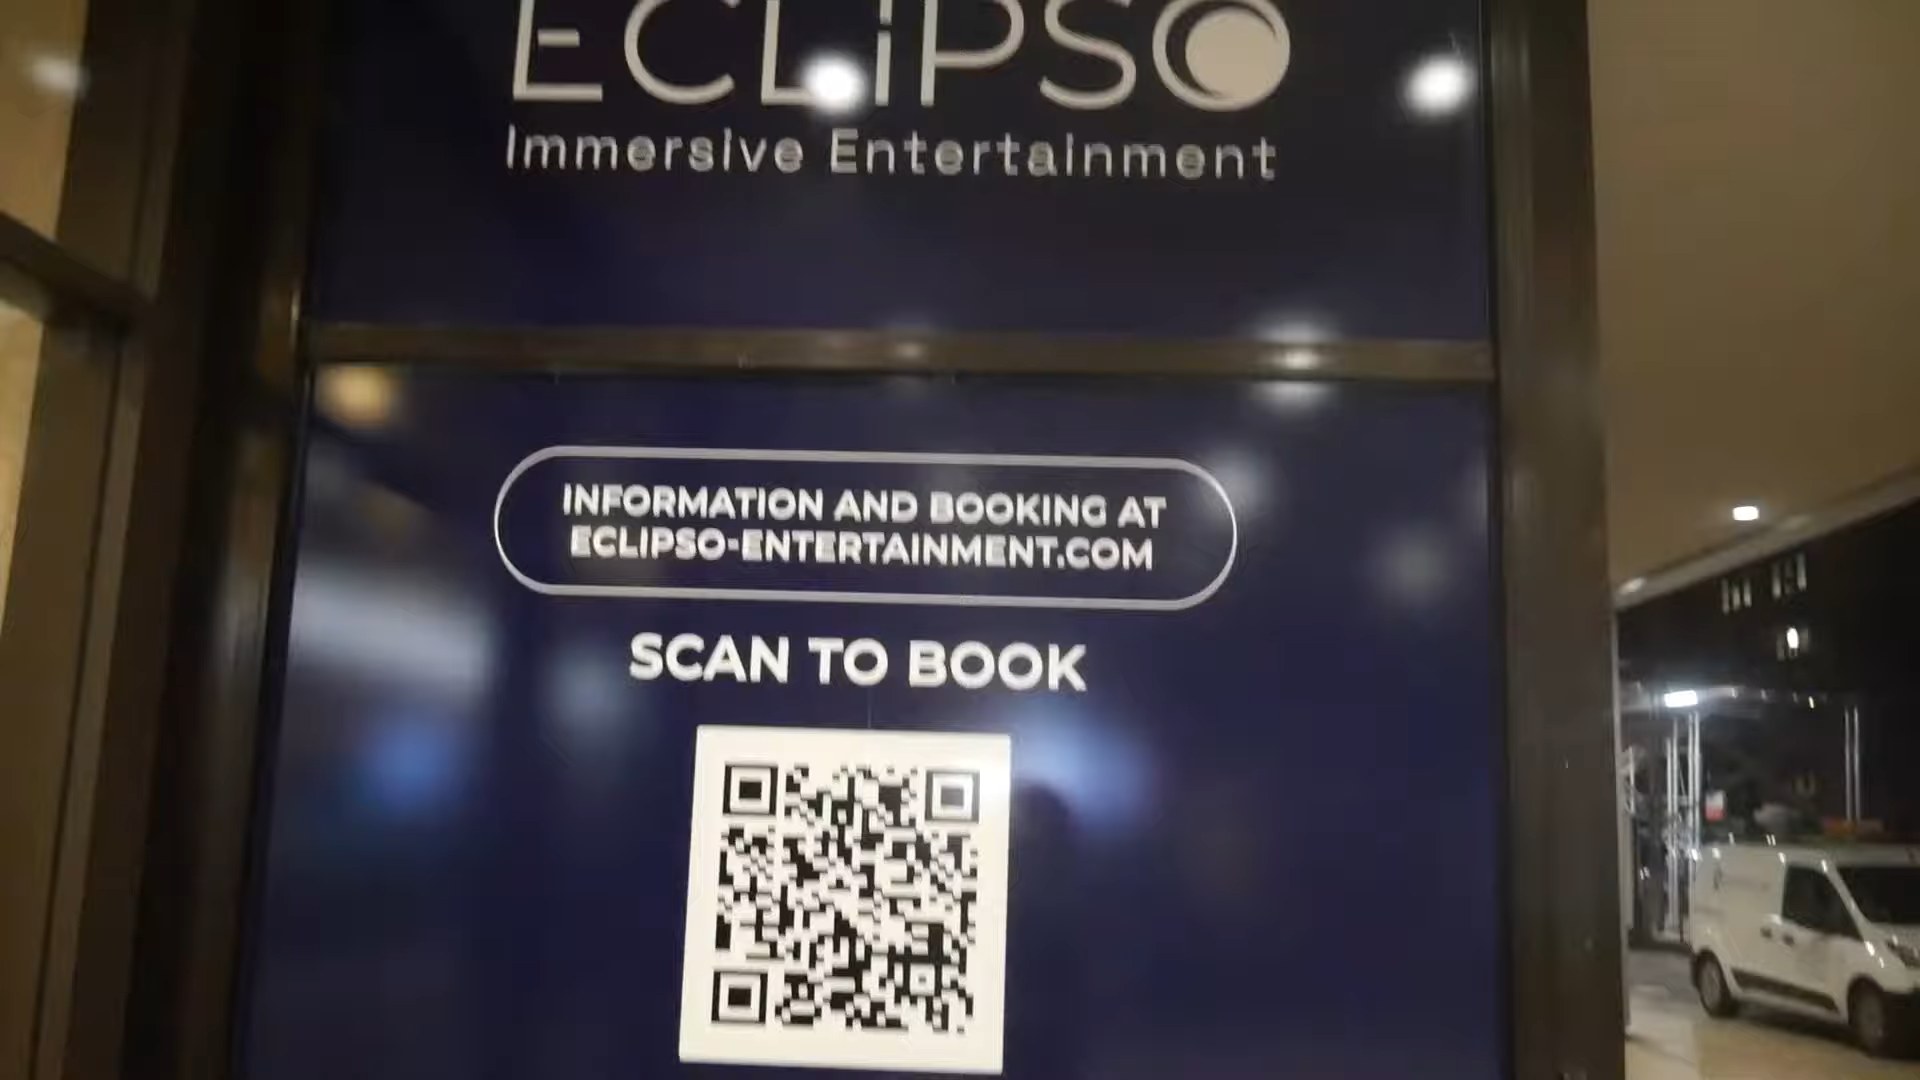 ECLiPSO
Immersive Entertainment
INFORMATION AND BOOKING AT
ECLIPSO-ENTERTAINMENT.COM
SCAN TO BOOK